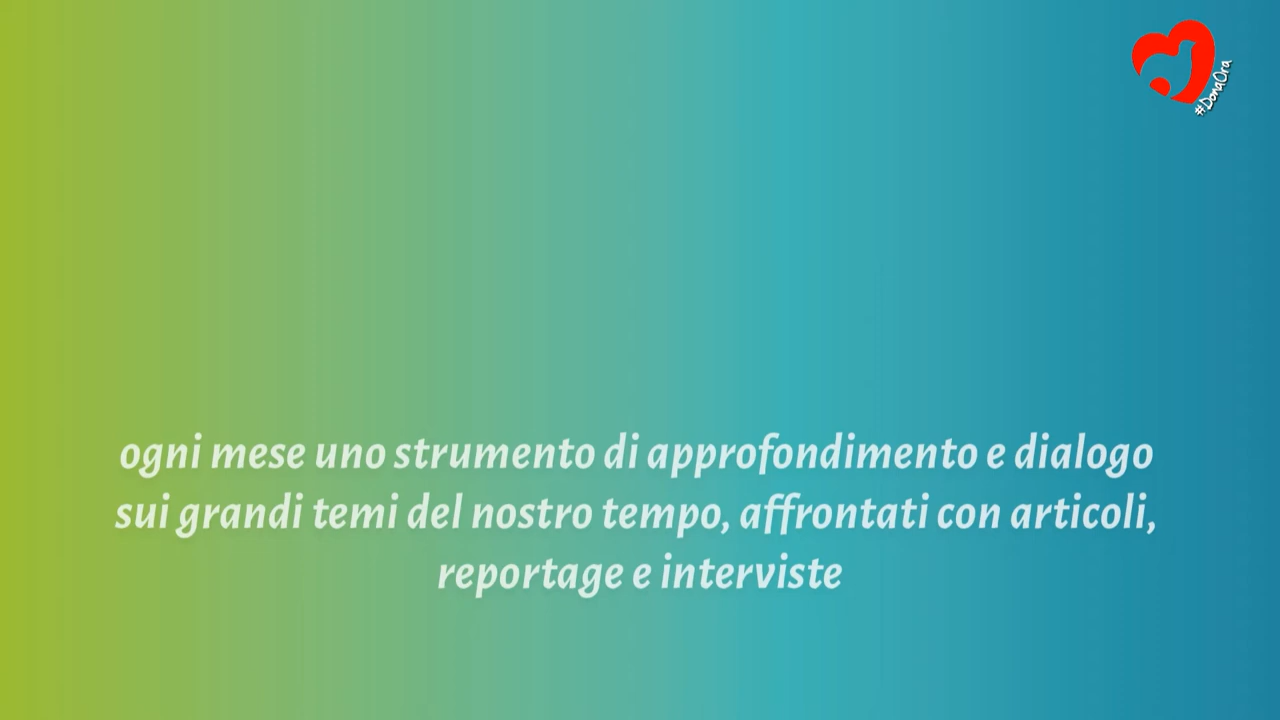 #DonaOra
ogni mese uno strumento di approfondimento e dialogo
sui grandi temi del nostro tempo, affrontati con articoli,
reportage e interviste